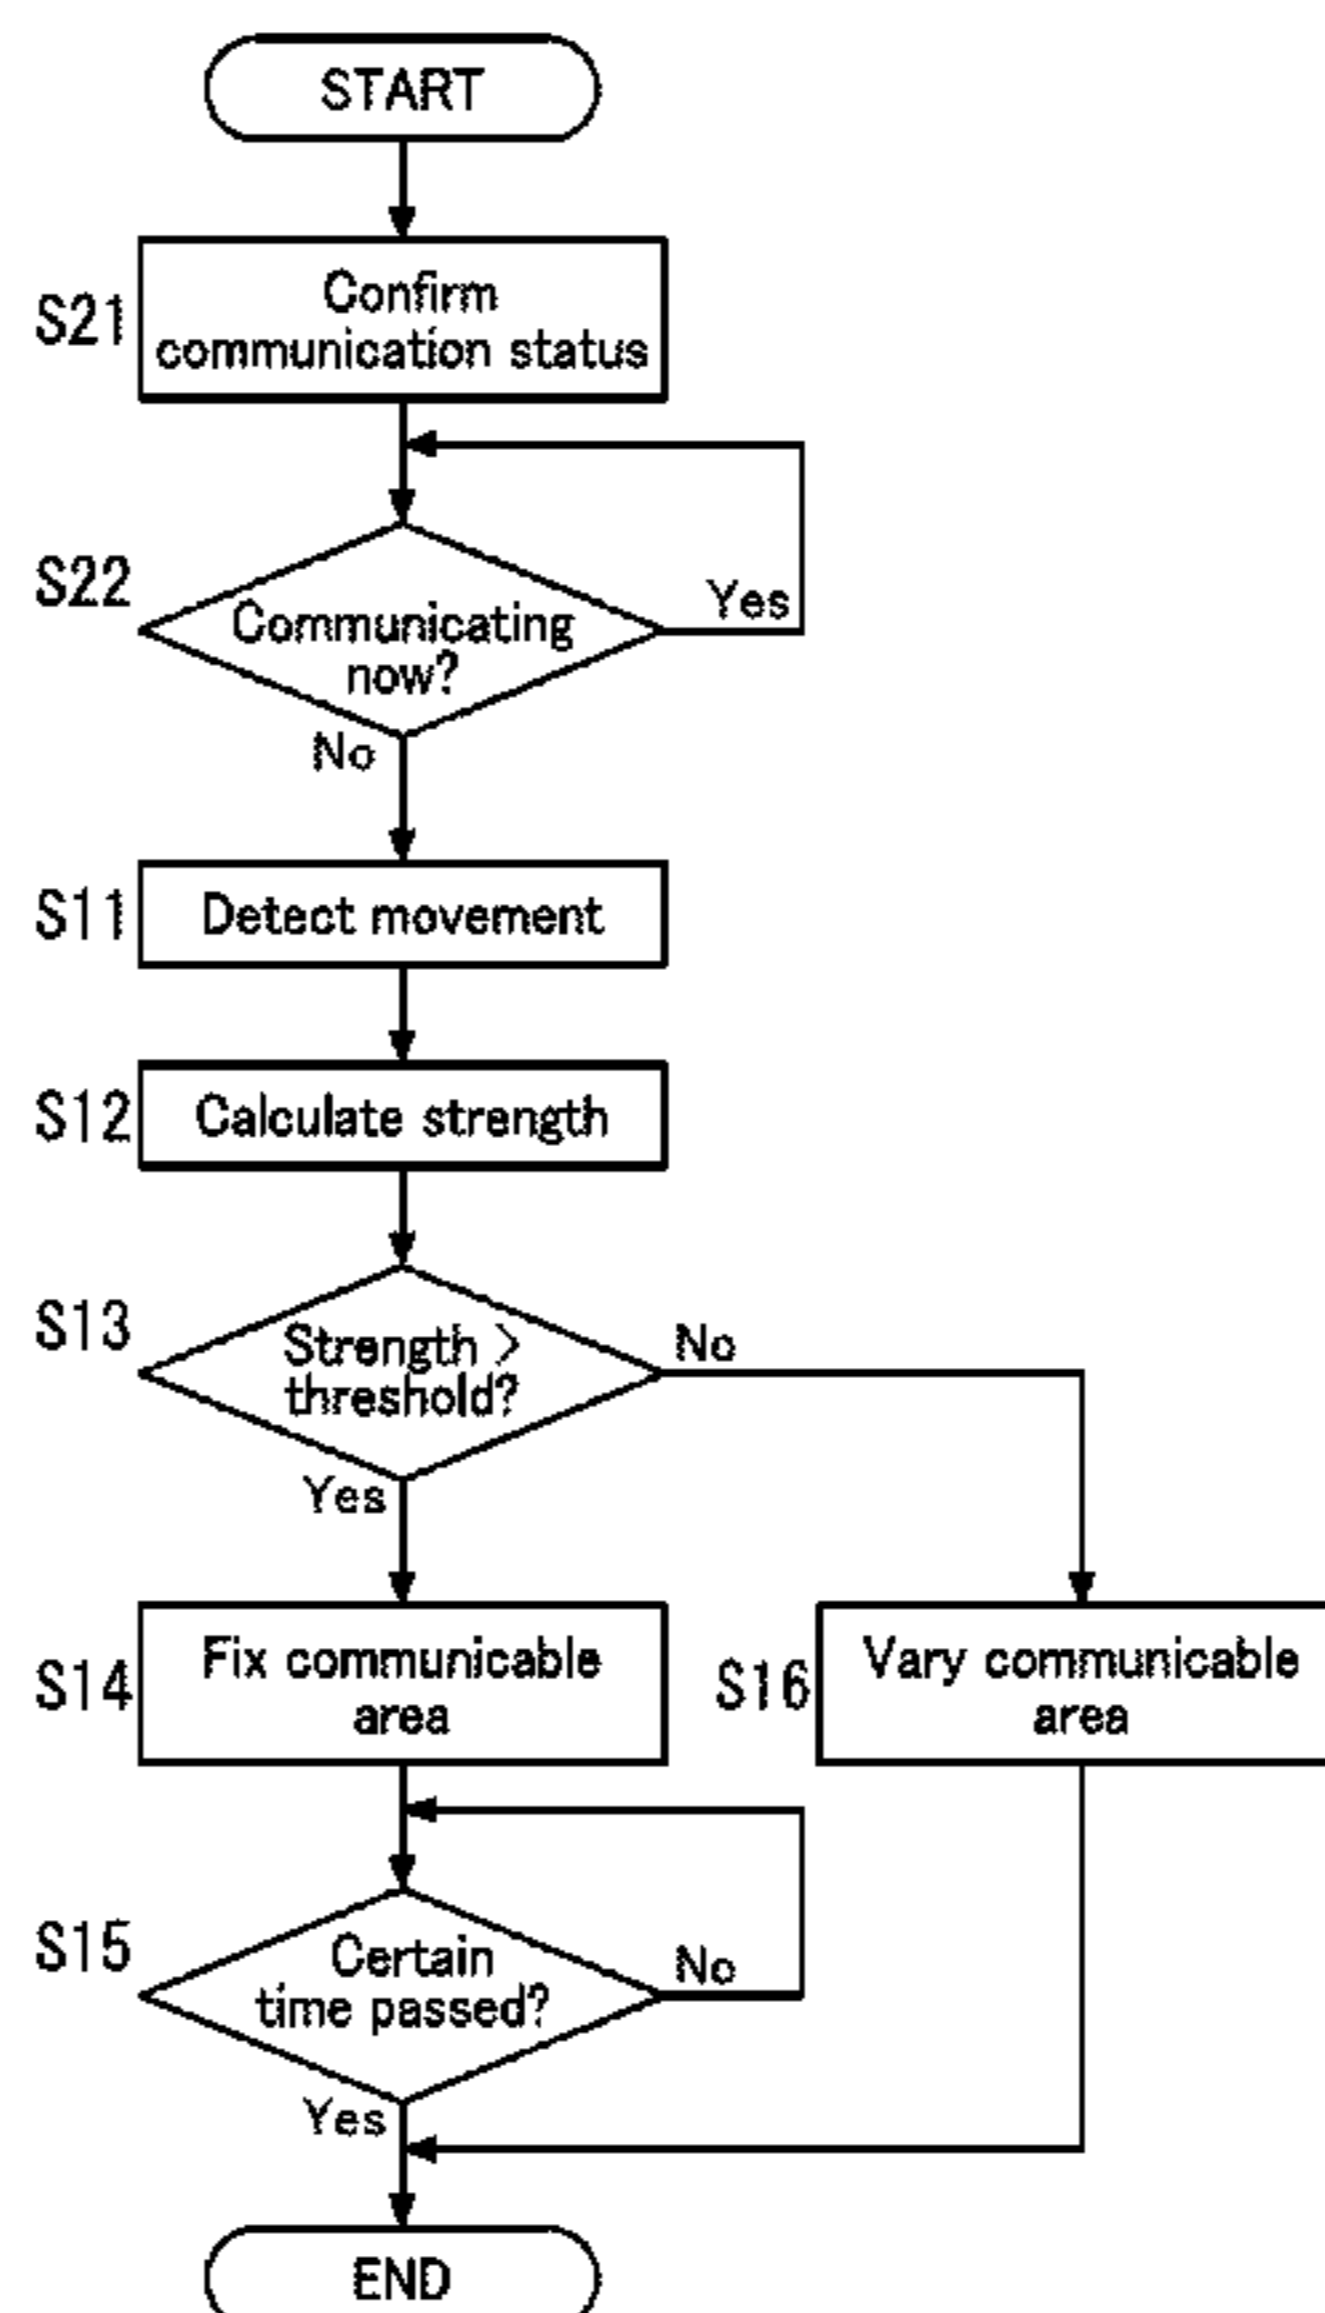 START
S21
Confirm
communication status
S22
Communicating
now?
Yes
No
S11
Detect movement
S12
Calculate strength
S13
Strength >
threshold?
No
Yes
S14
Fix communicable
area
S16
Vary communicable
area
S15
Certain
time passed?
No
Yes
END